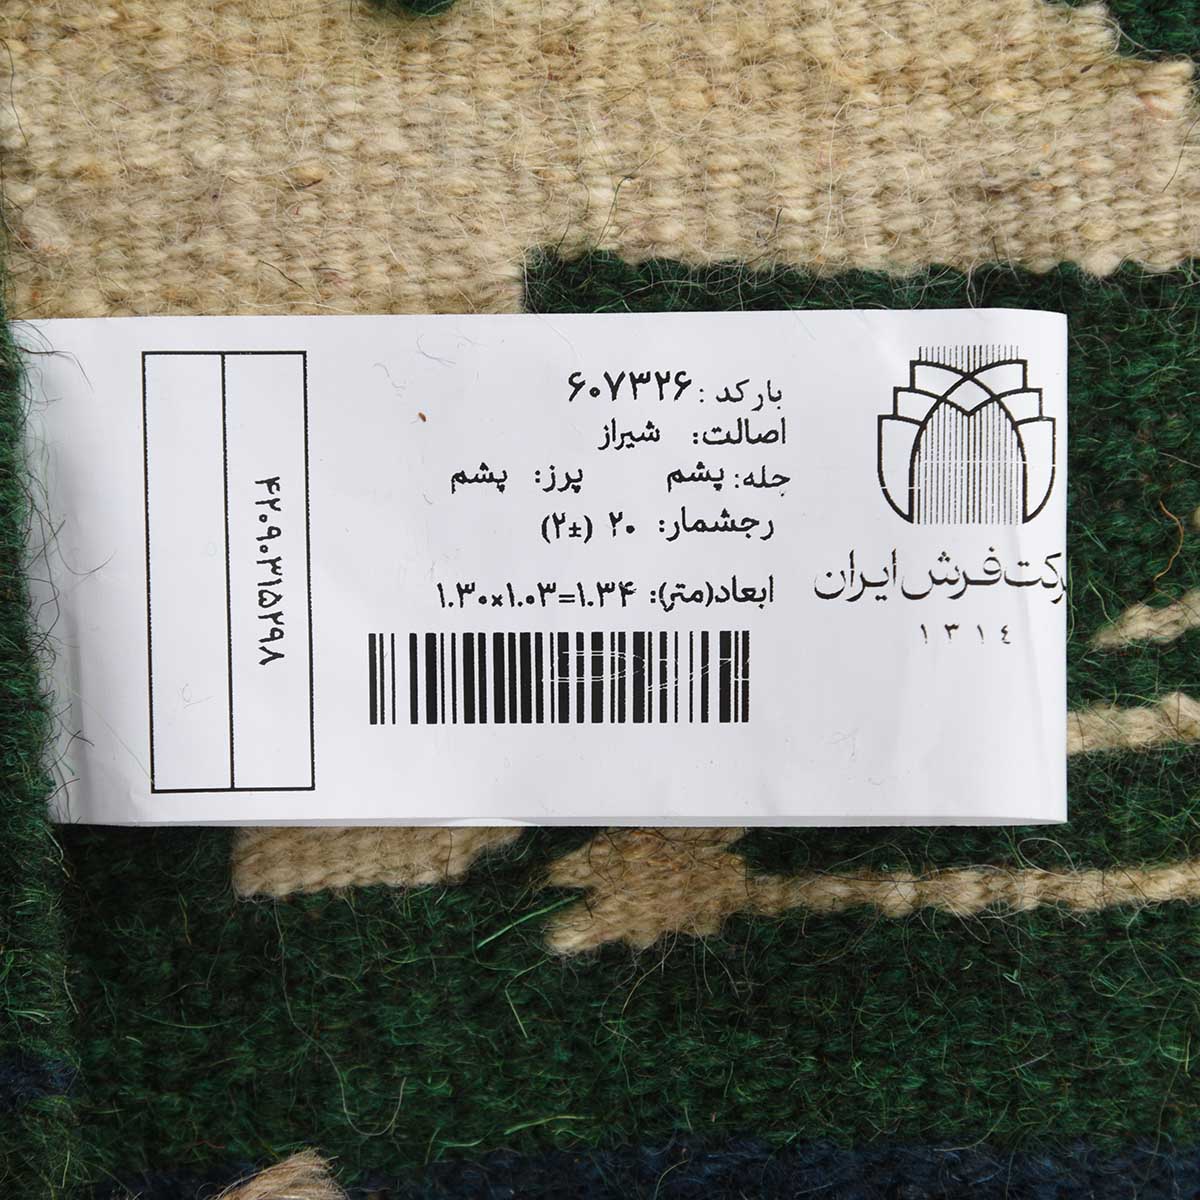 بارکد: ۶۰۷۳۲۶
اصالت: شیراز
چله: پشم پرز: پشم
رجشمار: ۲۰ (±۲)
ابعاد(متر): ۱.۳۰×۱.۰۳=۱.۳۴
رکت فرش ایران
١٣١٤
۴۲۰۹۰۳۱۵۲۹۸